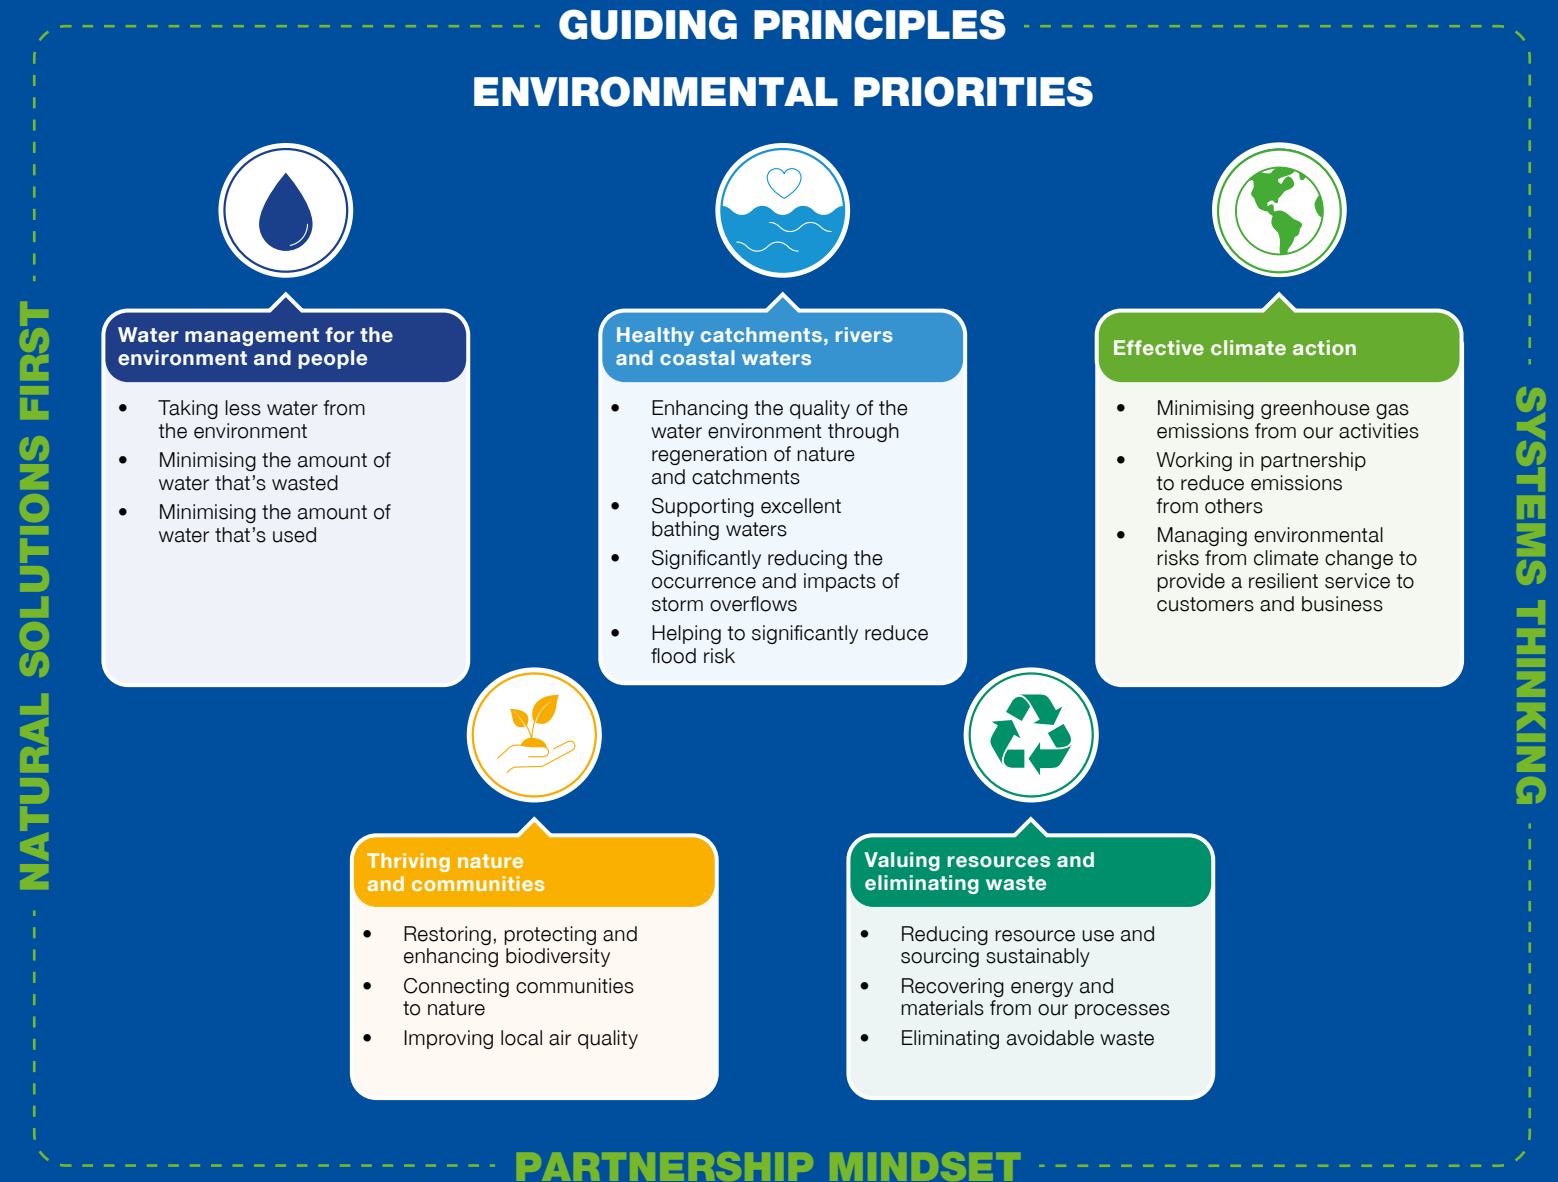 GUIDING PRINCIPLES
ENVIRONMENTAL PRIORITIES
NATURAL SOLUTIONS FIRST
SYSTEMS THINKING
Water management for the
environment and people
• Taking less water from
the environment
• Minimising the amount of
water that's wasted
• Minimising the amount of
water that's used
Healthy catchments, rivers
and coastal waters
• Enhancing the quality of the
water environment through
regeneration of nature
and catchments
• Supporting excellent
bathing waters
• Significantly reducing the
occurrence and impacts of
storm overflows
• Helping to significantly reduce
flood risk
Effective climate action
• Minimising greenhouse gas
emissions from our activities
• Working in partnership
to reduce emissions
from others
• Managing environmental
risks from climate change to
provide a resilient service to
customers and business
Thriving nature
and communities
• Restoring, protecting and
enhancing biodiversity
• Connecting communities
to nature
• Improving local air quality
Valuing resources and
eliminating waste
• Reducing resource use and
sourcing sustainably
• Recovering energy and
materials from our processes
• Eliminating avoidable waste
PARTNERSHIP MINDSET